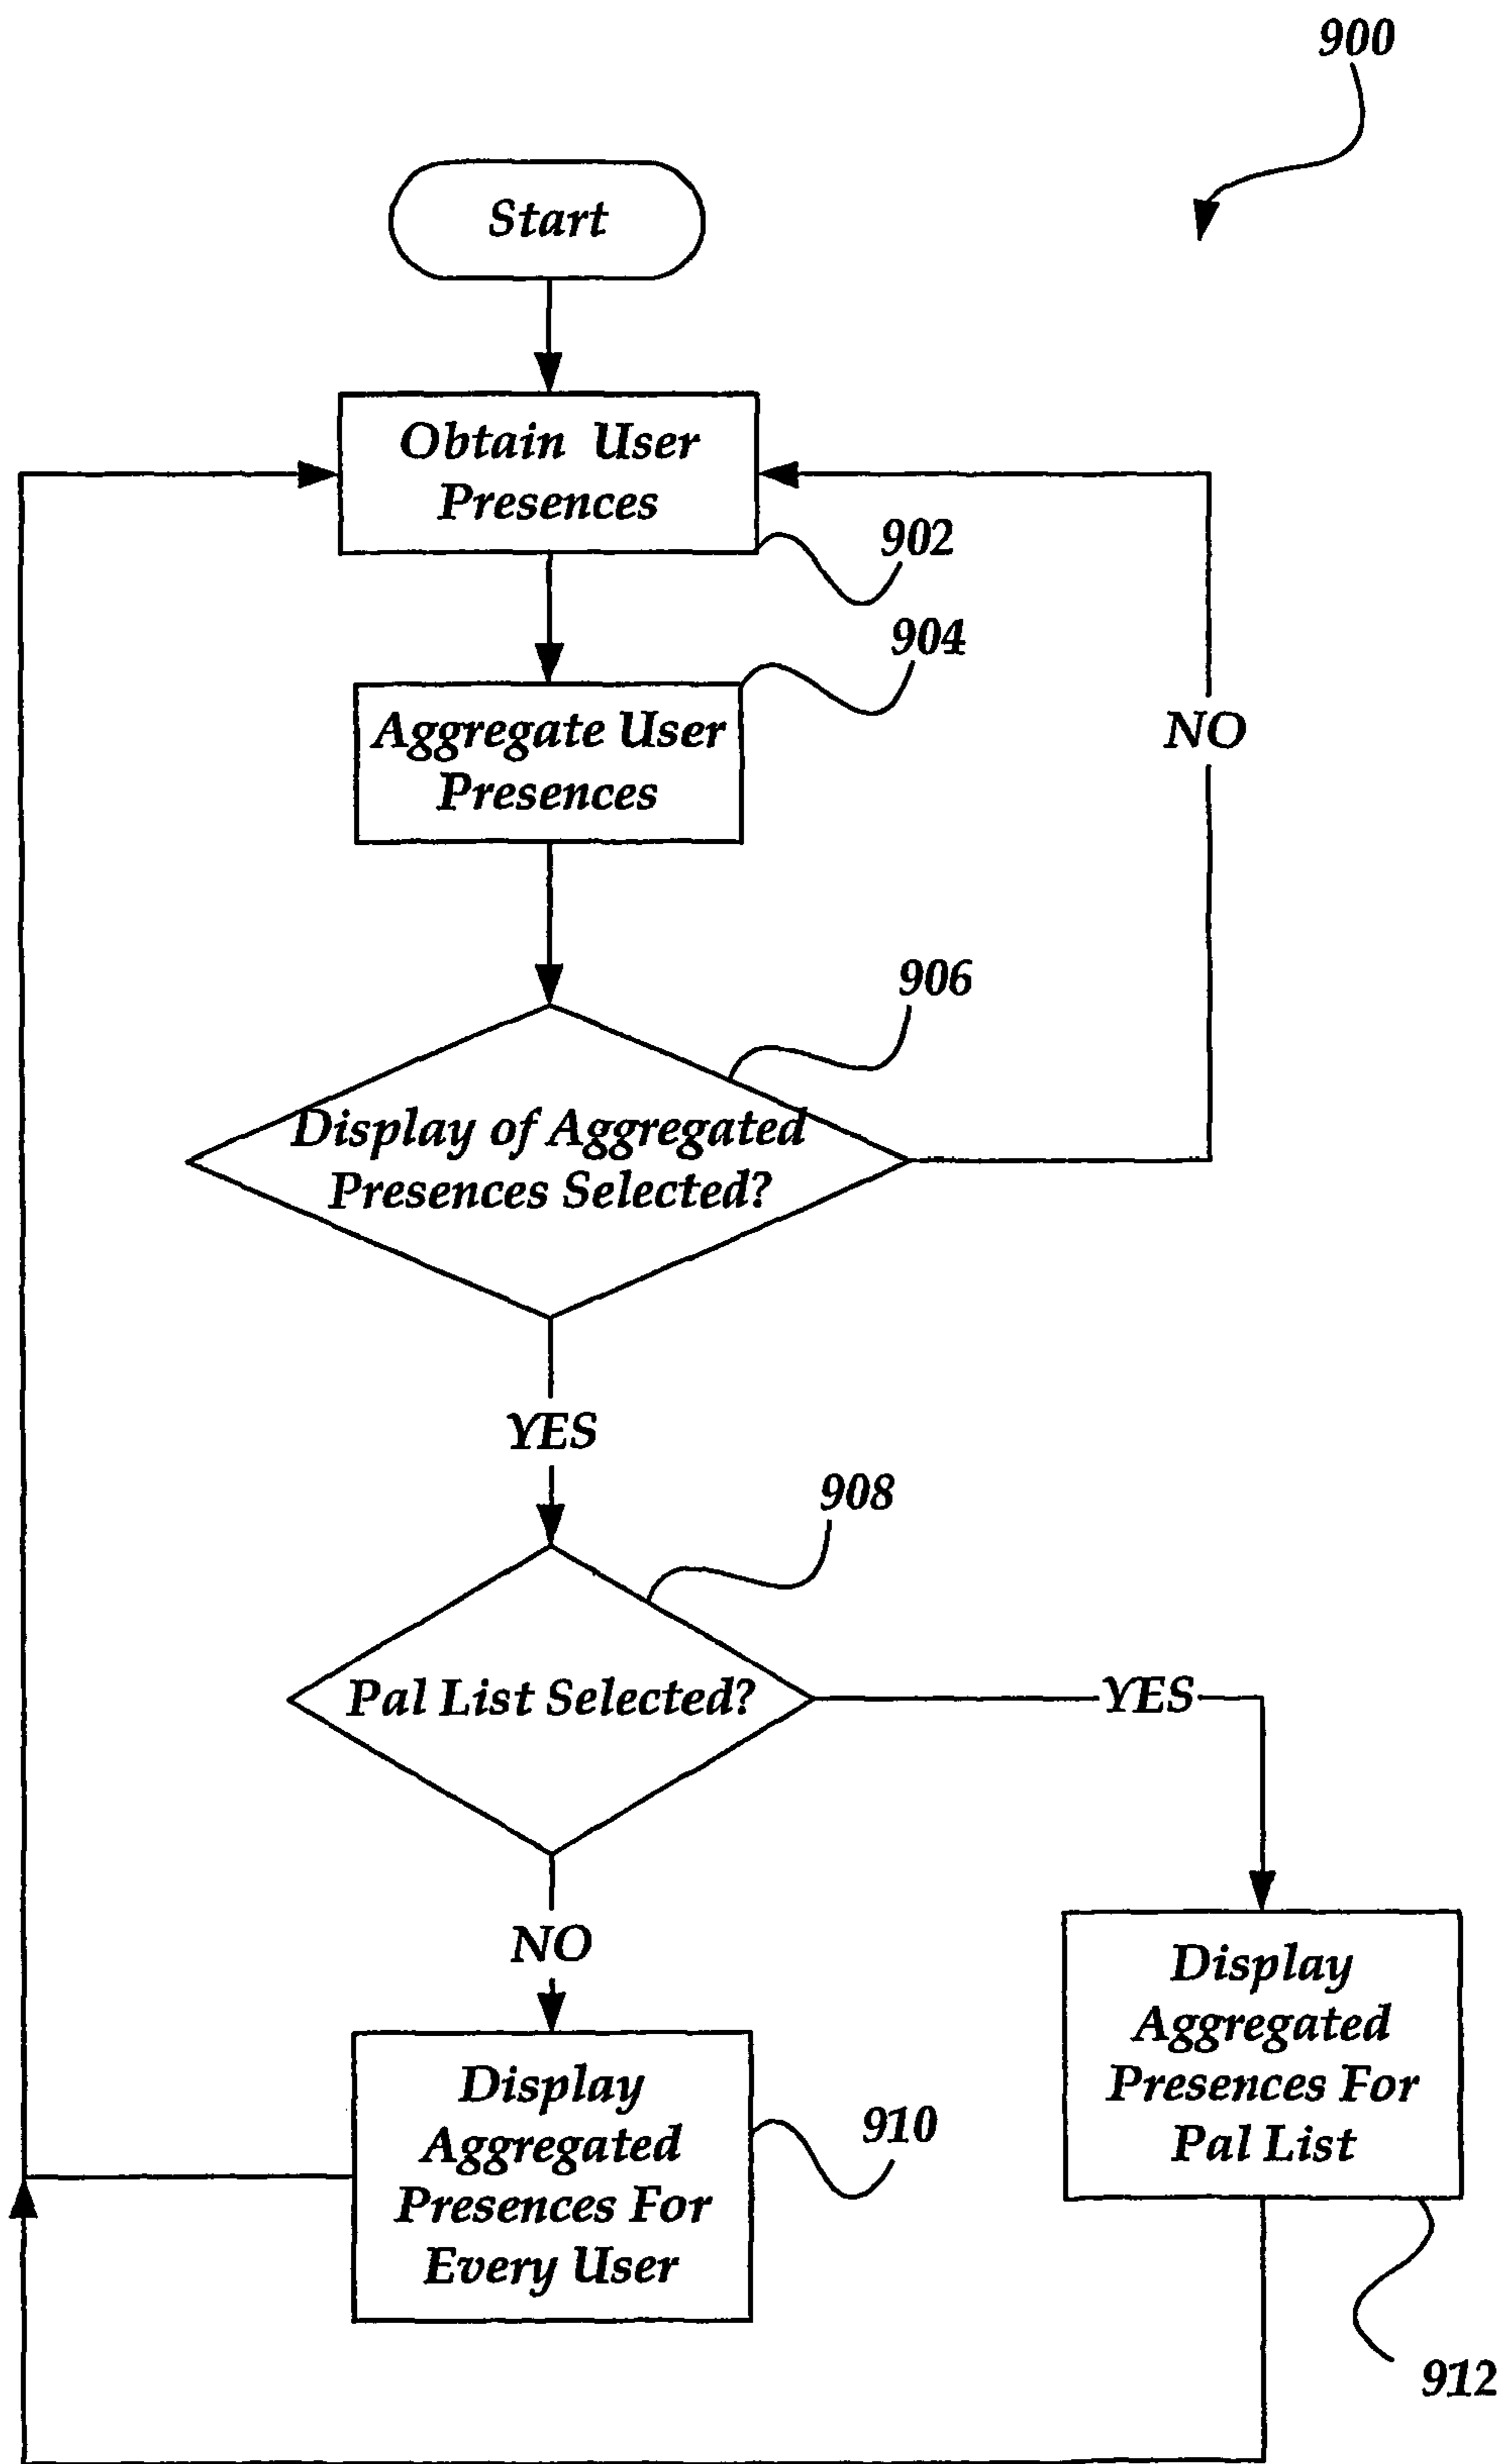 900
Start
Obtain User
Presences
902
904
Aggregate User
Presences
NO
906
Display of Aggregated
Presences Selected?
YES
908
Pal List Selected?
YES
NO
Display
Aggregated
Presences For
Pal List
Display
Aggregated
Presences For
Every User
910
912